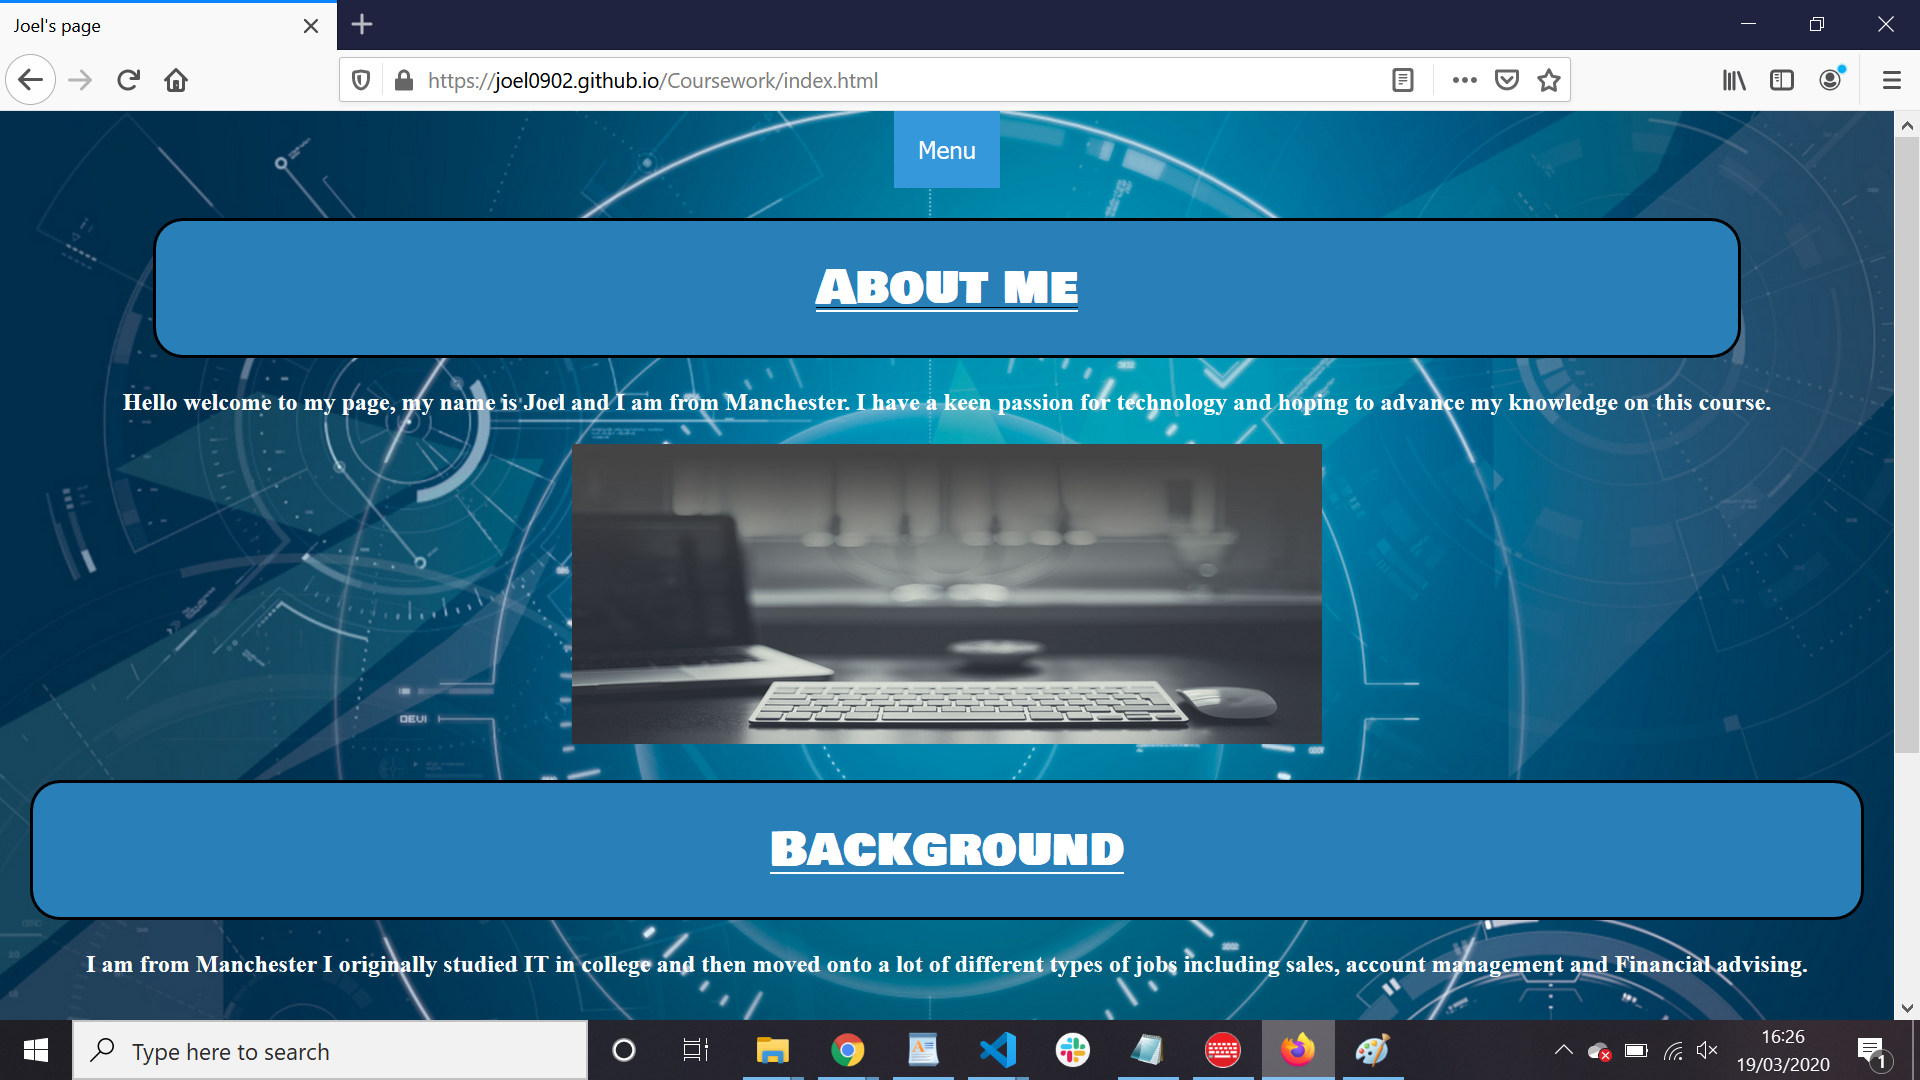 Joel's page
https://joel0902.github.io/Coursework/index.html
Menu
About me
Hello welcome to my page, my name is Joel and I am from Manchester. I have a keen passion for technology and hoping to advance my knowledge on this course.
DEVI
Background
I am from Manchester I originally studied IT in college and then moved onto a lot of different types of jobs including sales, account management and Financial advising.
Type here to search
16:26
19/03/2020
1